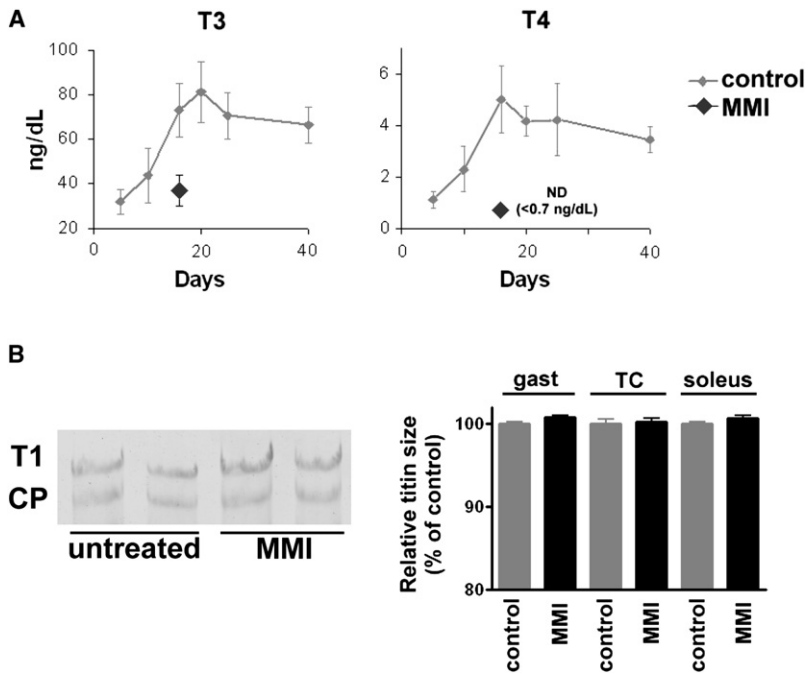 A
T3
T4
100
80
60
40
20
ng/dL
0
20
40
Days
6
4
2
0
ND
(<0.7 ng/dL)
0
20
40
Days
control
MMI
B
T1
CP
untreated
MMI
gast
TC
soleus
Relative titin size
(% of control)
100
90
80
control
MMI
control
MMI
control
MMI